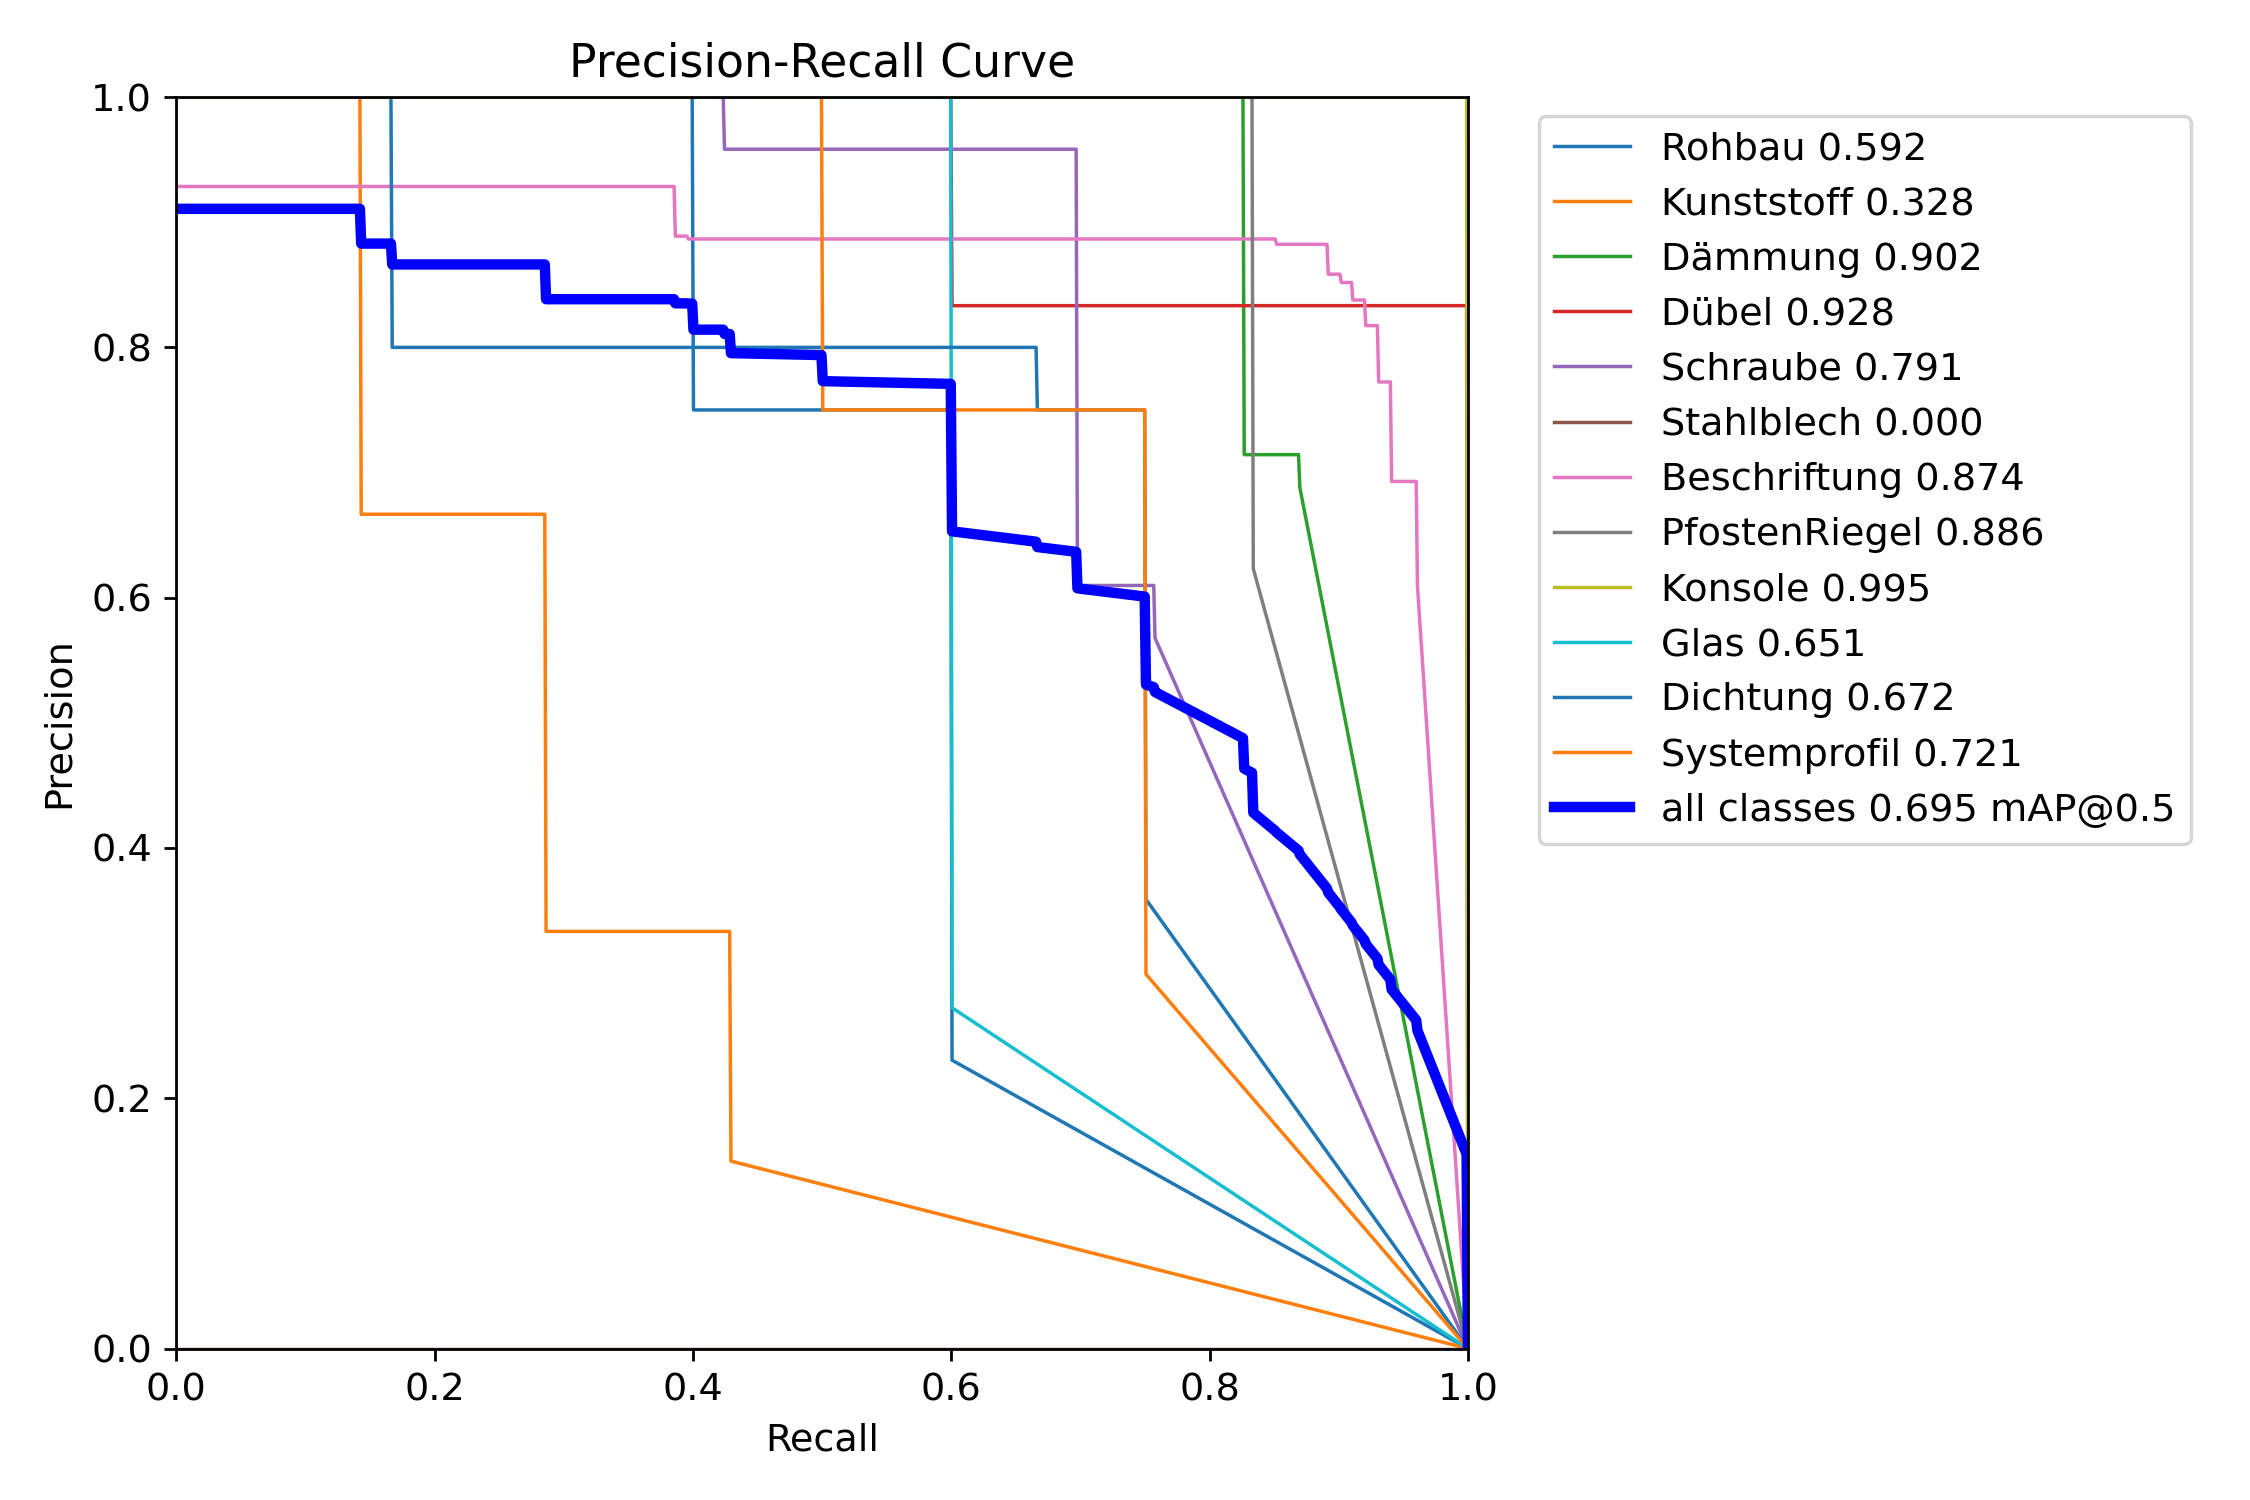 Precision-Recall Curve
1.0
0.8
0.6
0.4
0.2
0.0
Precision
0.0 0.2 0.4 0.6 0.8 1.0
Recall
Rohbau 0.592
Kunststoff 0.328
Dämmung 0.902
Dübel 0.928
Schraube 0.791
Stahlblech 0.000
Beschriftung 0.874
PfostenRiegel 0.886
Konsole 0.995
Glas 0.651
Dichtung 0.672
Systemprofil 0.721
all classes 0.695 mAP@0.5